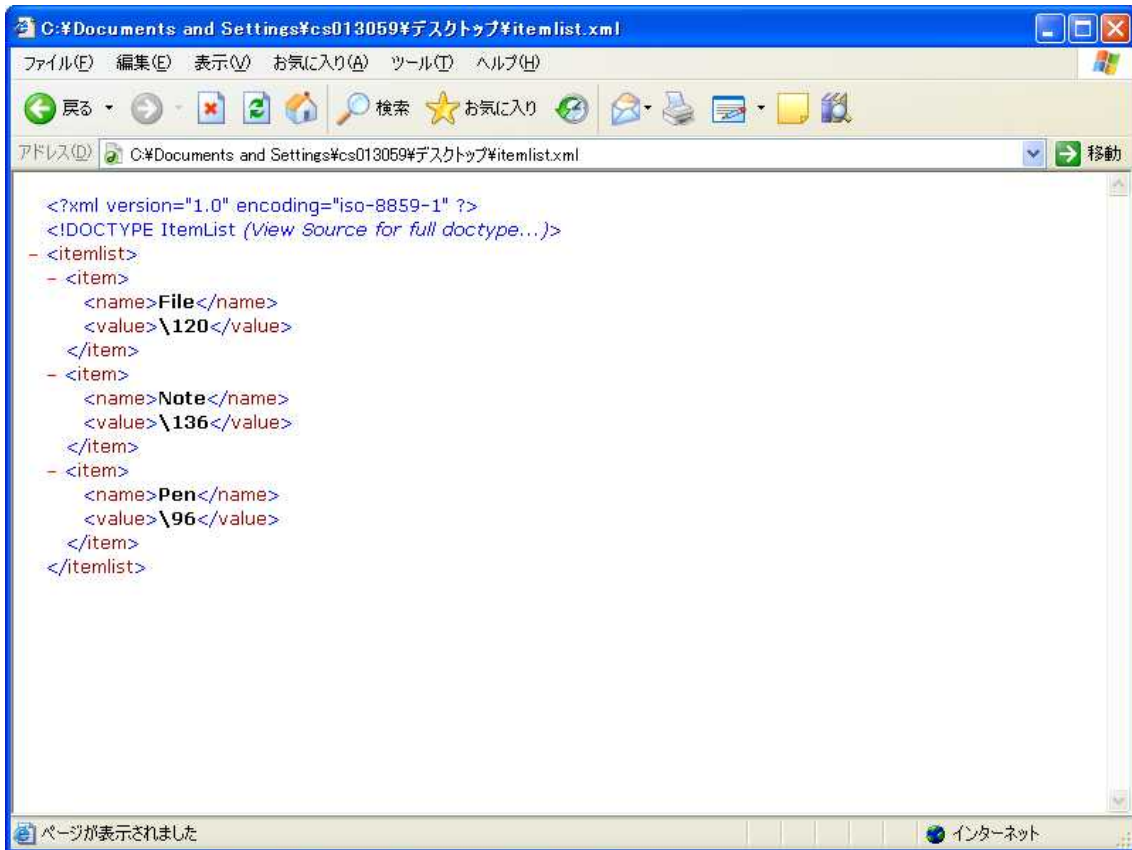 C:¥Documents and Settings¥cs013059¥デスクトップ¥itemlist.xml
ファイル(F) 編集(E) 表示(V) お気に入り(A) ツール(T) ヘルプ(H)
戻る 検索 お気に入り
アドレス(D) C:¥Documents and Settings¥cs013059¥デスクトップ¥itemlist.xml 移動
<?xml version="1.0" encoding="iso-8859-1" ?>
<!DOCTYPE ItemList (View Source for full doctype...)>
- <itemlist>
- <item>
<name>File</name>
<value>\120</value>
</item>
- <item>
<name>Note</name>
<value>\136</value>
</item>
- <item>
<name>Pen</name>
<value>\96</value>
</item>
</itemlist>
ページが表示されました インターネット